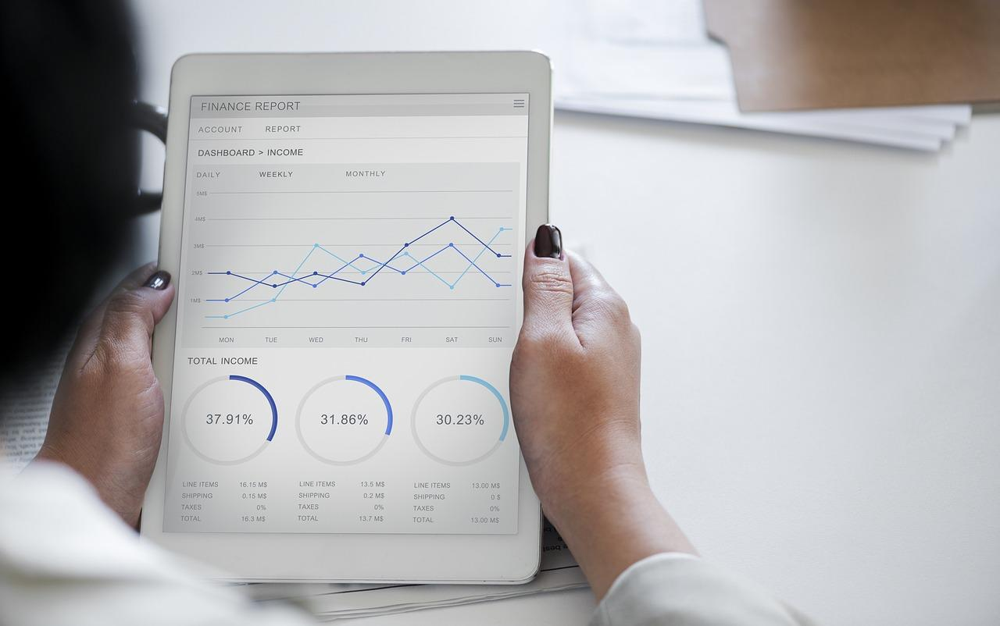 FINANCE REPORT
ACCOUNT REPORT
DASHBOARD > INCOME
DAILY WEEKLY MONTHLY
5M$
4M$
3M$
2M$
1M$
MON TUE WED THU FRI SAT SUN
TOTAL INCOME
37.91% 31.86% 30.23%
LINE ITEMS 16.15 M$ LINE ITEMS 13.5 M$ LINE ITEMS 13.00 M$
SHIPPING 0.15 M$ SHIPPING 0.2 M$ SHIPPING 0 $
TAXES 0% TAXES 0% TAXES 0%
TOTAL 16.3 M$ TOTAL 13.7 M$ TOTAL 13.00 M$